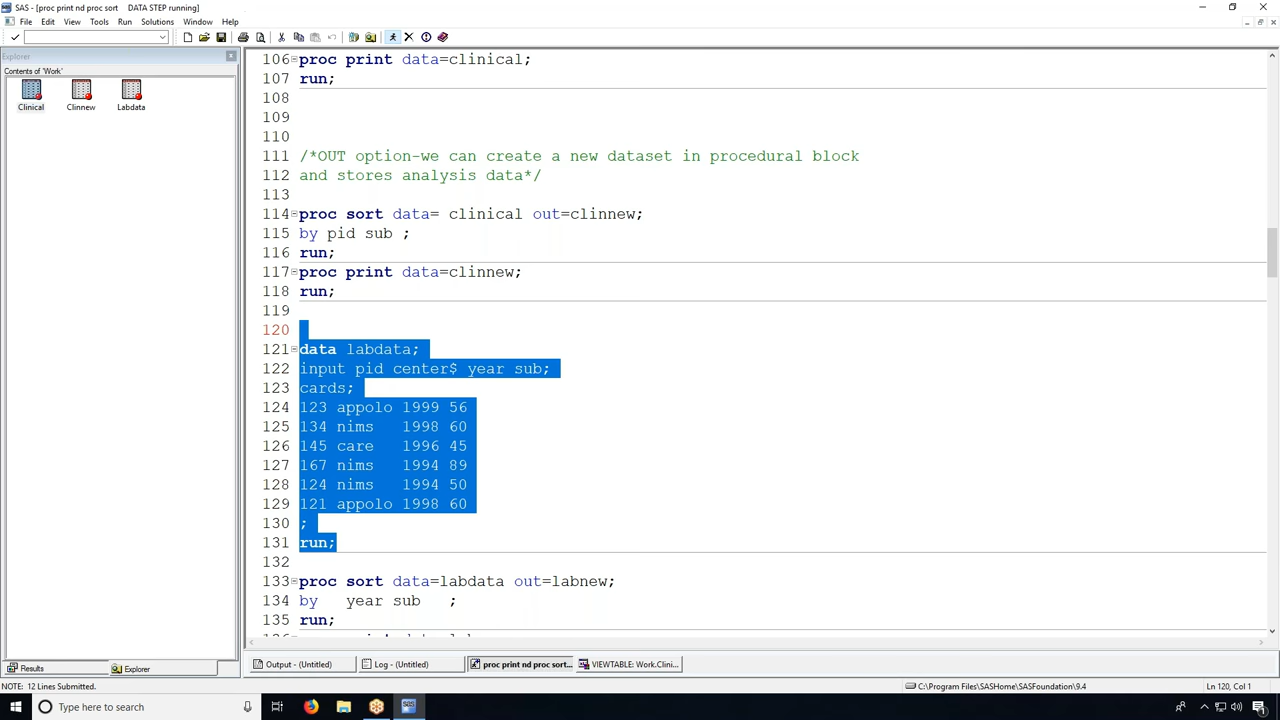 SAS - [proc print nd proc sort    DATA STEP running]
File Edit View Tools Run Solutions Window Help
Explorer
Contents of 'Work'
Clinical Clinnew Labdata
106 proc print data=clinical;
107 run;
108
109
110
111 /*OUT option-we can create a new dataset in procedural block
112 and stores analysis data*/
113
114 proc sort data= clinical out=clinnew;
115 by pid sub ;
116 run;
117 proc print data=clinnew;
118 run;
119
120
121 data labdata;
122 input pid center$ year sub;
123 cards;
124 123 appolo 1999 56
125 134 nims   1998 60
126 145 care   1996 45
127 167 nims   1994 89
128 124 nims   1994 50
129 121 appolo 1998 60
130 ;
131 run;
132
133 proc sort data=labdata out=labnew;
134 by   year sub   ;
135 run;
Results Explorer
Output - (Untitled) Log - (Untitled) proc print nd proc sort... VIEWTABLE: Work.Clini...
NOTE: 12 Lines Submitted. C:\Program Files\SASHome\SASFoundation\9.4 Ln 120, Col 1
Type here to search